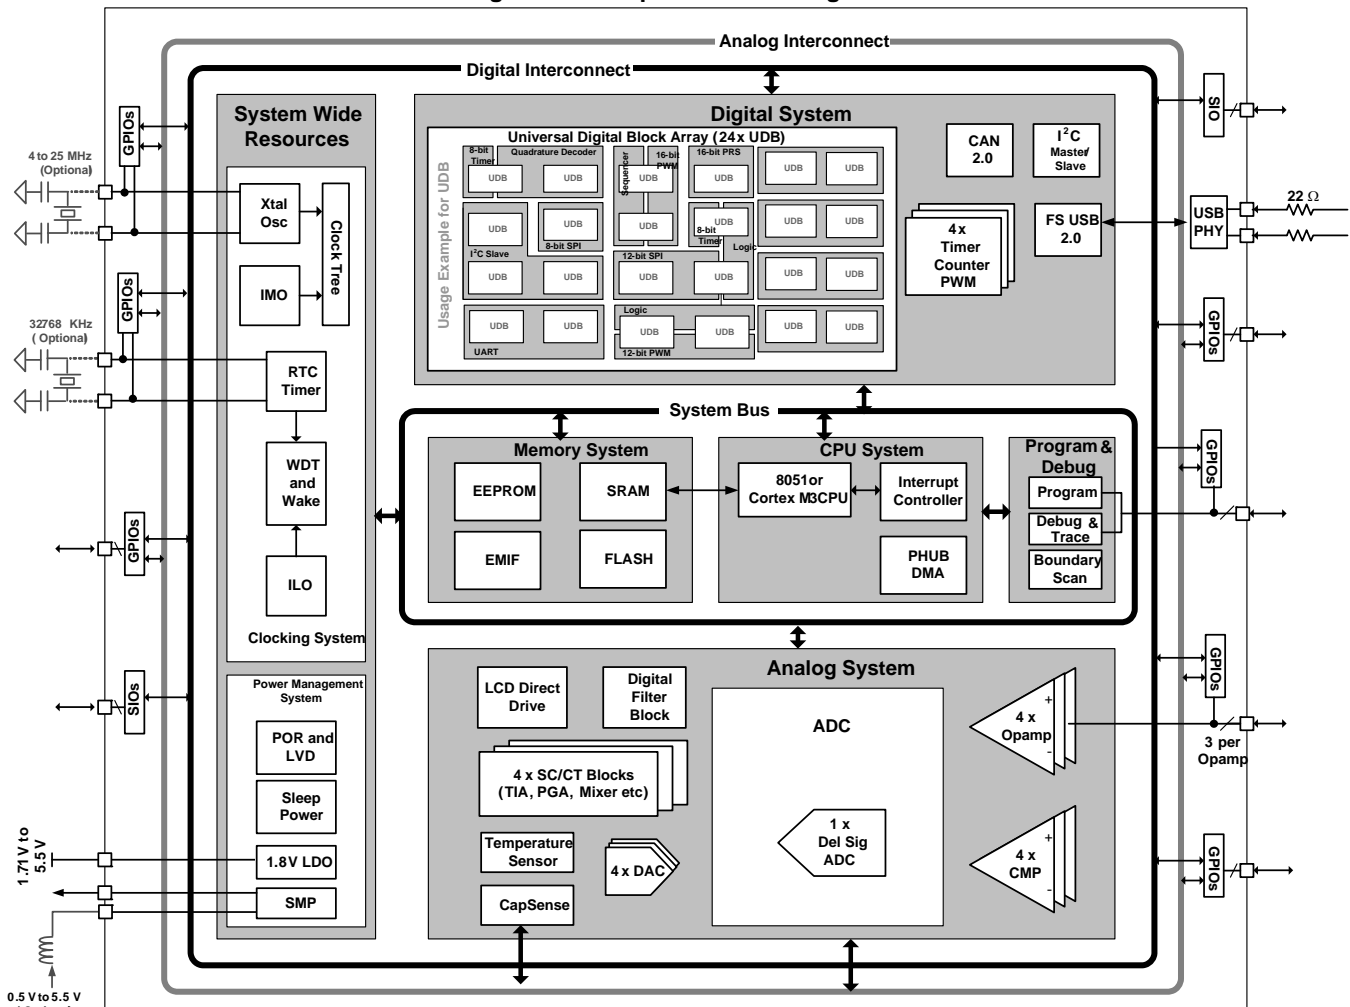 Analog Interconnect
Digital Interconnect
System Wide
Resources
Xtal
Osc
IMO
Clock Tree
RTC
Timer
WDT
and
Wake
ILO
Clocking System
Power Management
System
POR and
LVD
Sleep
Power
1.8V LDO
SMP
GPIOs
4 to 25 MHz
(Optional)
GPIOs
32768 KHz
( Optional)
GPIOs
SIOs
1.71 V to
5.5 V
0.5 V to 5.5 V
Digital System
Universal Digital Block Array (24x UDB)
Usage Example for UDB
8-bit
Timer
Quadrature Decoder
Sequencer
16-bit
PWM
16-bit PRS
UDB
UDB
UDB
UDB
UDB
UDB
UDB
UDB
UDB
UDB
UDB
UDB
I²C Slave
8-bit SPI
8-bit
Timer
Logic
12-bit SPI
UDB
UDB
UDB
UDB
UDB
UDB
Logic
UDB
UDB
UDB
UDB
UDB
UDB
UART
12-bit PWM
CAN
2.0
I²C
Master/
Slave
4 x
Timer
Counter
PWM
FS USB
2.0
System Bus
Memory System
EEPROM
SRAM
EMIF
FLASH
CPU System
8051 or
Cortex M3CPU
Interrupt
Controller
PHUB
DMA
Program &
Debug
Program
Debug &
Trace
Boundary
Scan
Analog System
LCD Direct
Drive
Digital
Filter
Block
4 x SC/CT Blocks
(TIA, PGA, Mixer etc)
Temperature
Sensor
4 x DAC
CapSense
ADC
1 x
Del Sig
ADC
+
4 x
Opamp
-
+
4 x
CMP
-
SIO
USB
PHY
22 Ω
GPIOs
GPIOs
GPIOs
3 per
Opamp
GPIOs